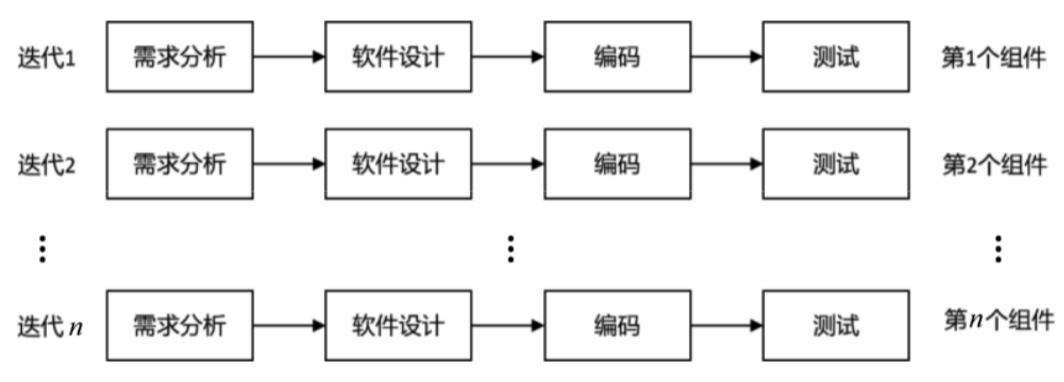 迭代1 需求分析 软件设计 编码 测试 第1个组件
迭代2 需求分析 软件设计 编码 测试 第2个组件
⋮ ⋮ ⋮
迭代n 需求分析 软件设计 编码 测试 第n个组件